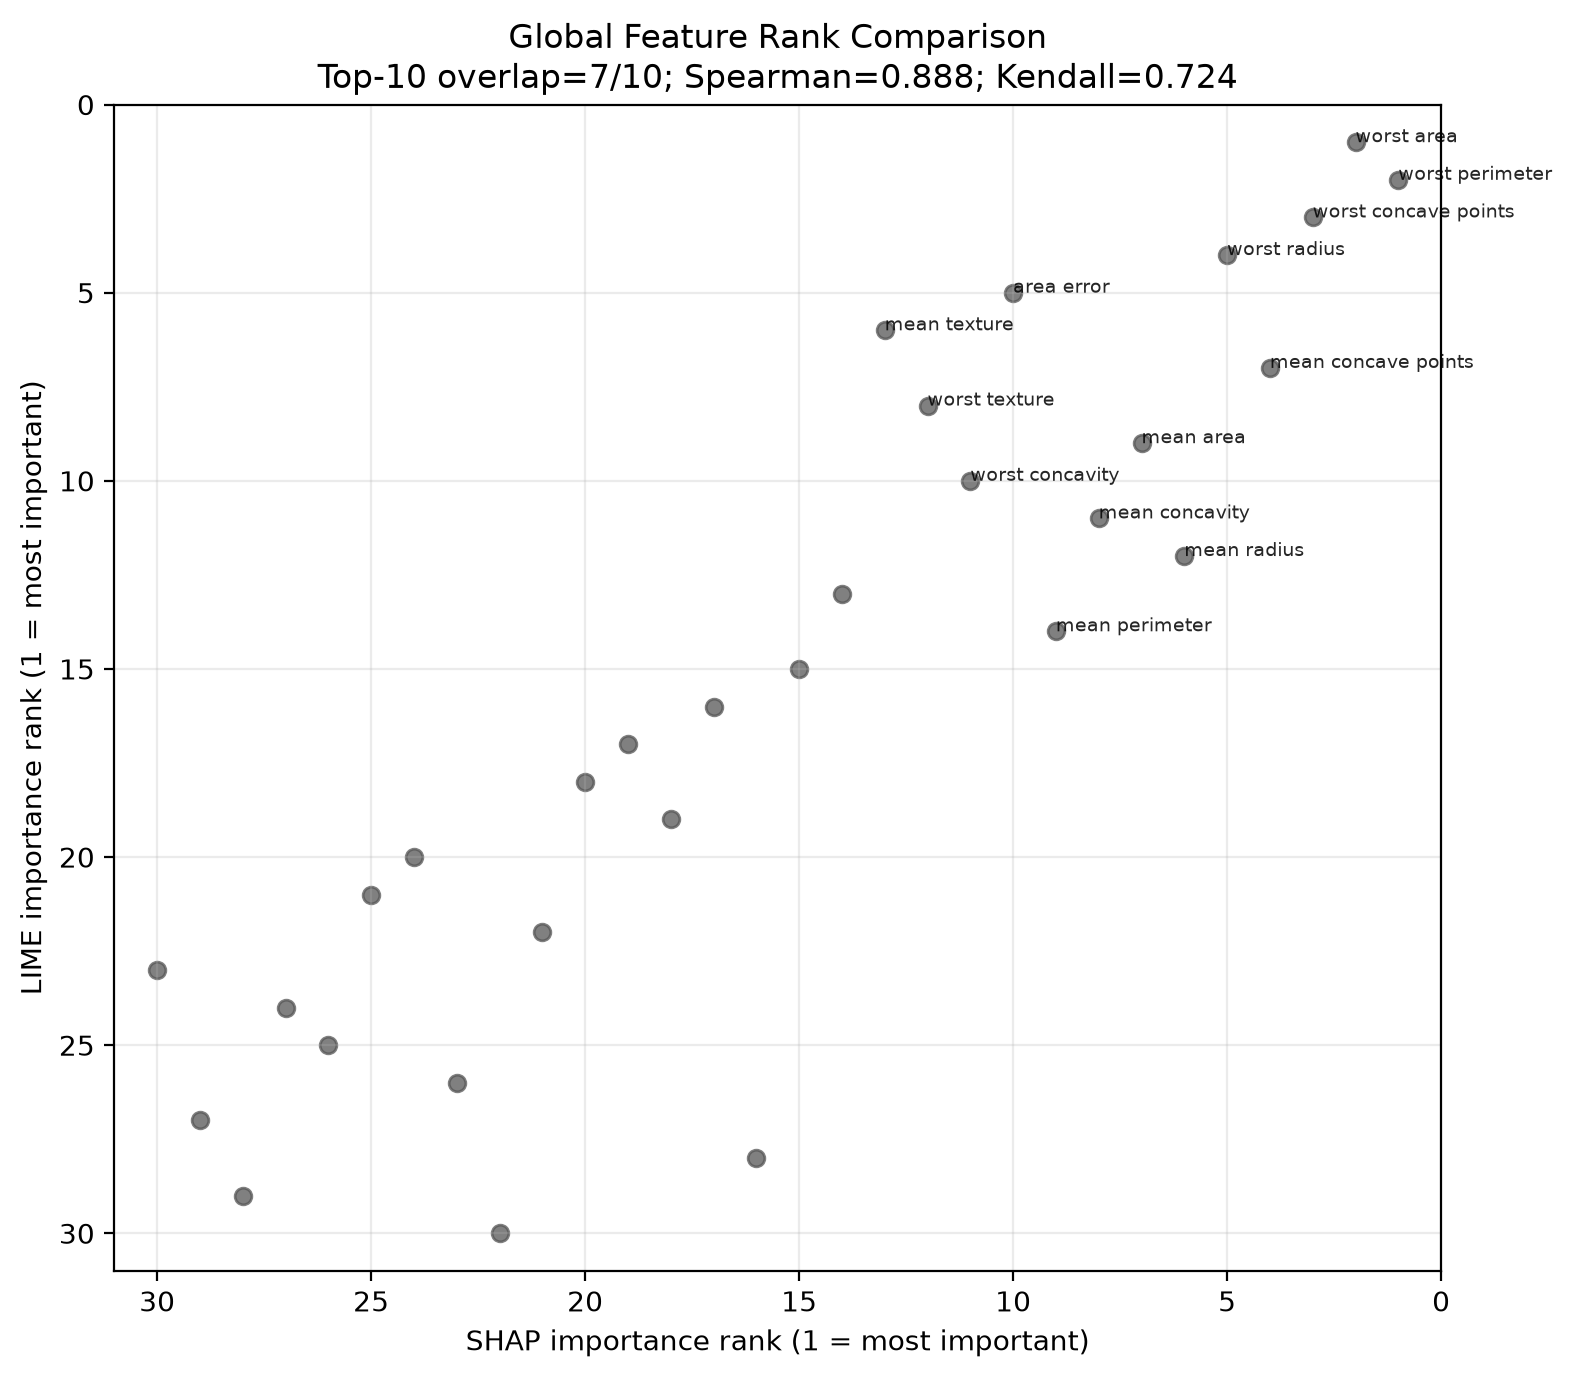 Global Feature Rank Comparison
Top-10 overlap=7/10; Spearman=0.888; Kendall=0.724
LIME importance rank (1 = most important)
0
5
10
15
20
25
30
worst area
worst perimeter
worst concave points
worst radius
area error
mean texture
mean concave points
worst texture
mean area
worst concavity
mean concavity
mean radius
mean perimeter
30
25
20
15
10
5
0
SHAP importance rank (1 = most important)